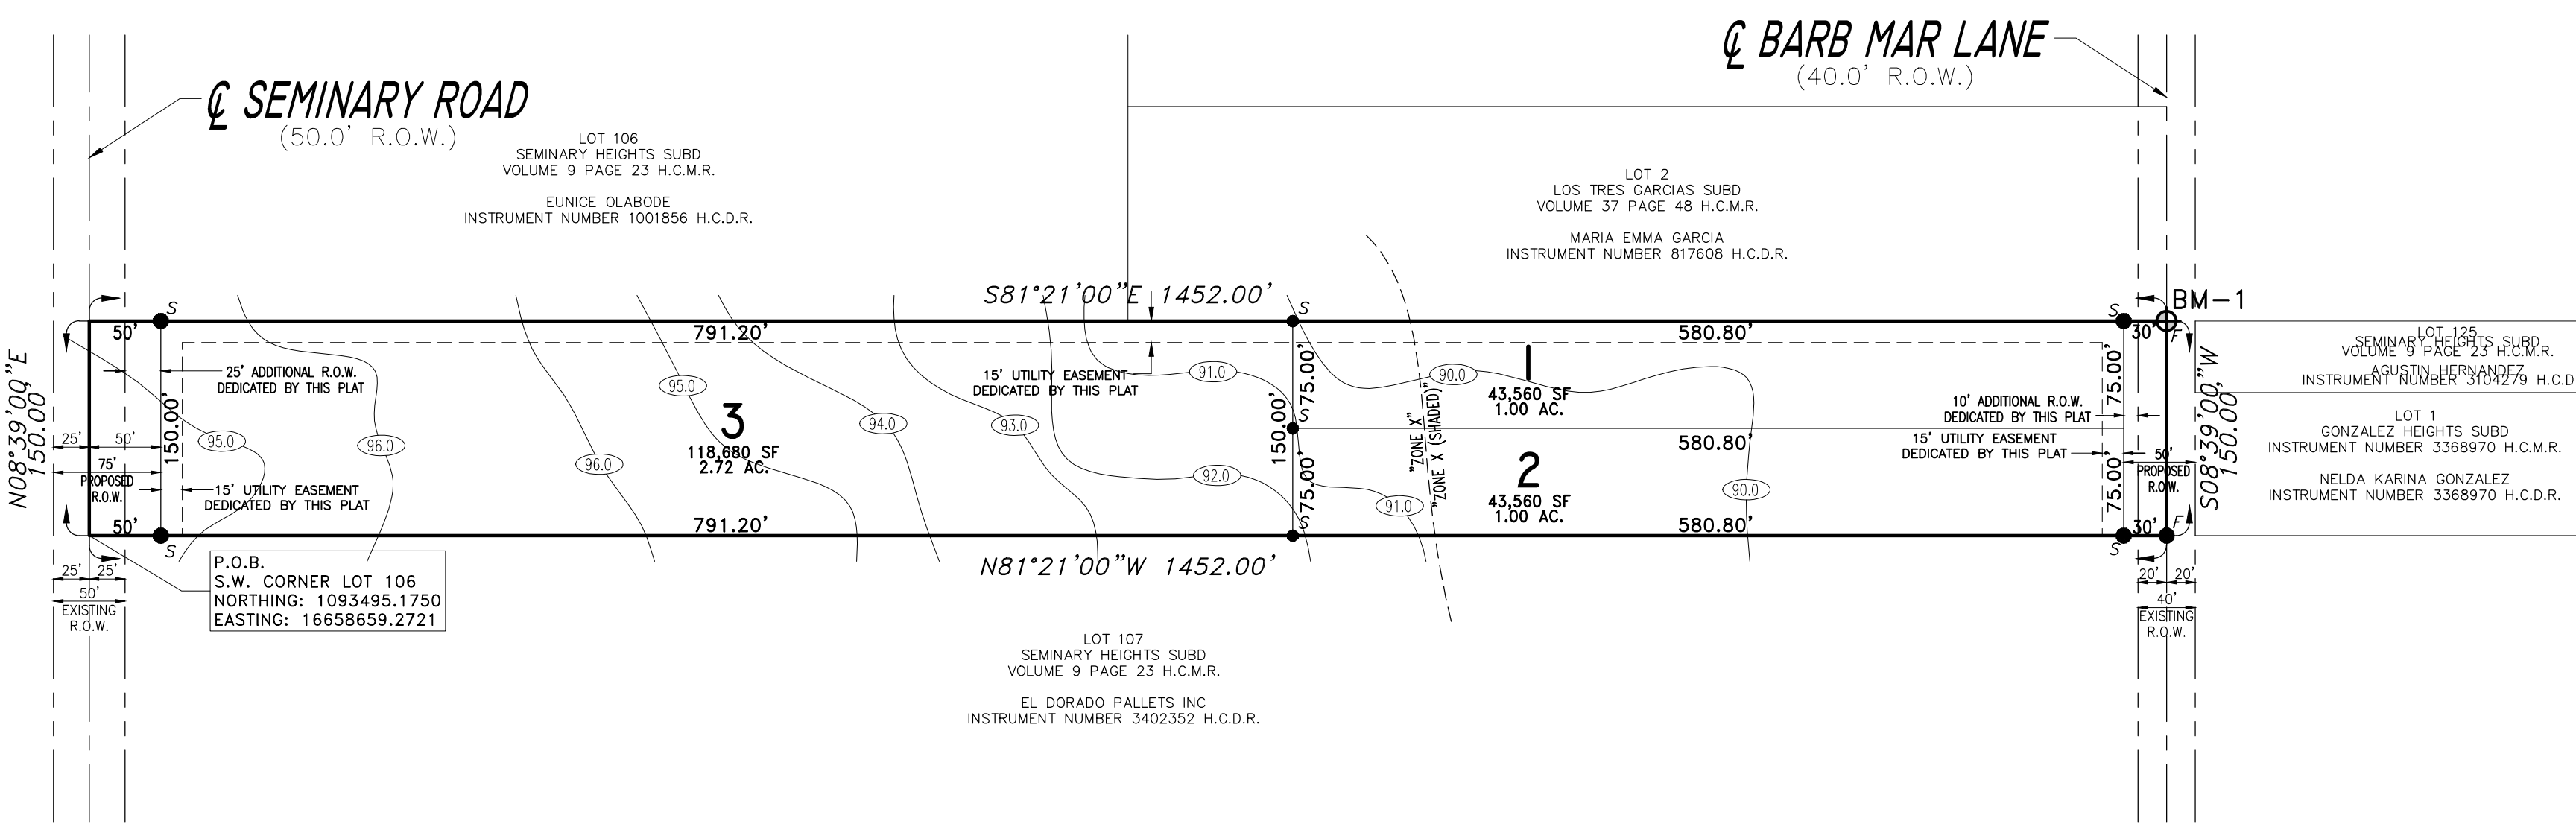 ℄ SEMINARY ROAD
(50.0' R.O.W.)
℄ BARB MAR LANE
(40.0' R.O.W.)
LOT 106
SEMINARY HEIGHTS SUBD
VOLUME 9 PAGE 23 H.C.M.R.
EUNICE OLABODE
INSTRUMENT NUMBER 1001856 H.C.D.R.
LOT 2
LOS TRES GARCIAS SUBD
VOLUME 37 PAGE 48 H.C.M.R.
MARIA EMMA GARCIA
INSTRUMENT NUMBER 817608 H.C.D.R.
S81°21'00"E 1452.00'
BM-1
S
S
S
F
50'
791.20'
580.80'
30'
N08°39'00"E
150.00'
25' ADDITIONAL R.O.W.
DEDICATED BY THIS PLAT
15' UTILITY EASEMENT
DEDICATED BY THIS PLAT
95.0
91.0
90.0
75.00'
75.00'
1
43,560 SF
1.00 AC.
"ZONE X"
"ZONE X (SHADED)"
3
118,680 SF
2.72 AC.
94.0
93.0
S
10' ADDITIONAL R.O.W.
DEDICATED BY THIS PLAT
25'
50'
150.00'
95.0
96.0
150.00'
580.80'
15' UTILITY EASEMENT
DEDICATED BY THIS PLAT
75'
PROPOSED
R.O.W.
96.0
92.0
75.00'
2
43,560 SF
1.00 AC.
91.0
90.0
75.00'
50'
PROPOSED
R.O.W.
15' UTILITY EASEMENT
DEDICATED BY THIS PLAT
50'
791.20'
580.80'
30'
S
S
S
F
S08°39'00"W
150.00'
LOT 125
SEMINARY HEIGHTS SUBD
VOLUME 9 PAGE 23 H.C.M.R.
AGUSTIN HERNANDEZ
INSTRUMENT NUMBER 3104279 H.C.D
LOT 1
GONZALEZ HEIGHTS SUBD
INSTRUMENT NUMBER 3368970 H.C.M.R.
NELDA KARINA GONZALEZ
INSTRUMENT NUMBER 3368970 H.C.D.R.
N81°21'00"W 1452.00'
P.O.B.
S.W. CORNER LOT 106
NORTHING: 1093495.1750
EASTING: 16658659.2721
25'
25'
50'
EXISTING
R.O.W.
20'
20'
40'
EXISTING
R.O.W.
LOT 107
SEMINARY HEIGHTS SUBD
VOLUME 9 PAGE 23 H.C.M.R.
EL DORADO PALLETS INC
INSTRUMENT NUMBER 3402352 H.C.D.R.